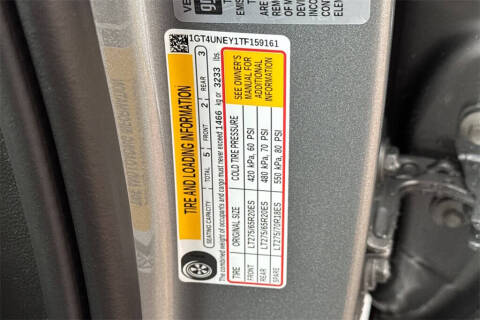 1GT4UNEY1TF159161
TIRE AND LOADING INFORMATION
SEATING CAPACITY TOTAL 5 FRONT 2 REAR 3
The combined weight of occupants and cargo must never exceed 1466 kg or 3233 lbs.
TIRE ORIGINAL SIZE COLD TIRE PRESSURE
FRONT LT275/65R20ES 420 kPa, 60 PSI
REAR LT275/65R20ES 480 kPa, 70 PSI
SPARE LT275/70R18ES 550 kPa, 80 PSI
SEE OWNER'S
MANUAL FOR
ADDITIONAL
INFORMATION